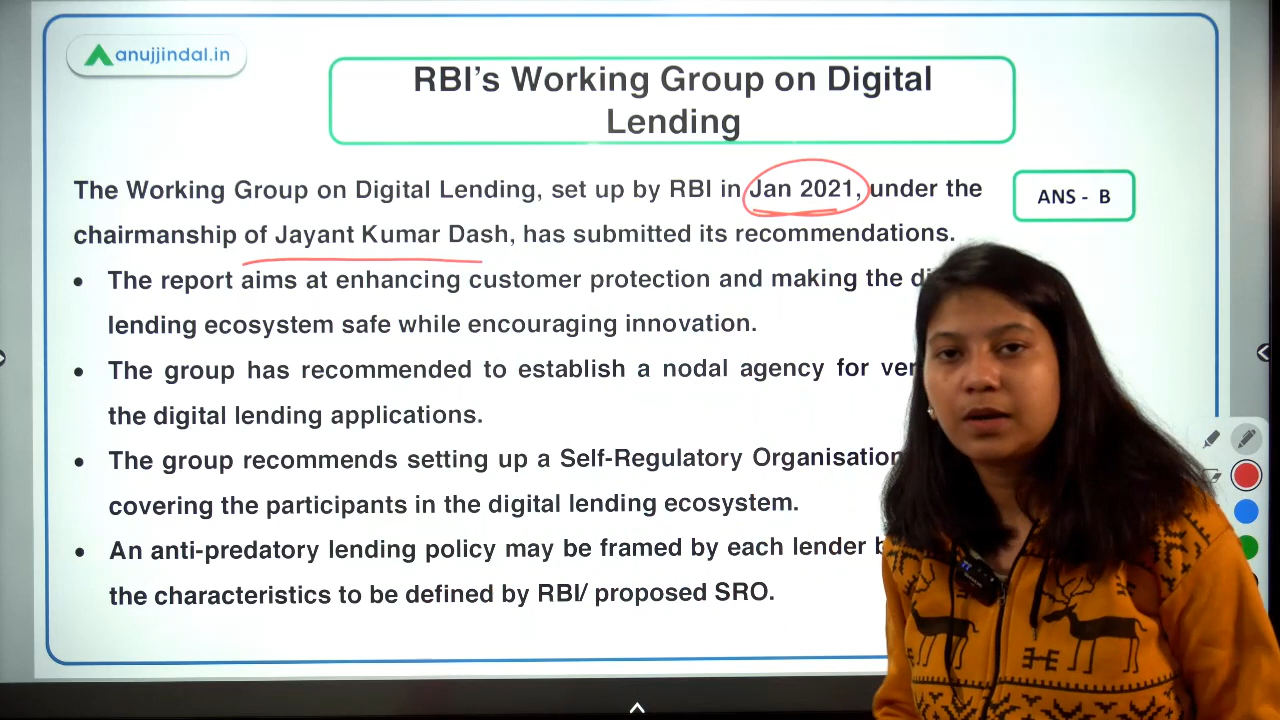 anujjindal.in
RBI’s Working Group on Digital
Lending
The Working Group on Digital Lending, set up by RBI in Jan 2021, under the
ANS - B
chairmanship of Jayant Kumar Dash, has submitted its recommendations.
• The report aims at enhancing customer protection and making the
lending ecosystem safe while encouraging innovation.
• The group has recommended to establish a nodal agency for
the digital lending applications.
• The group recommends setting up a Self-Regulatory Organisation
covering the participants in the digital lending ecosystem.
• An anti-predatory lending policy may be framed by each lender
the characteristics to be defined by RBI/ proposed SRO.